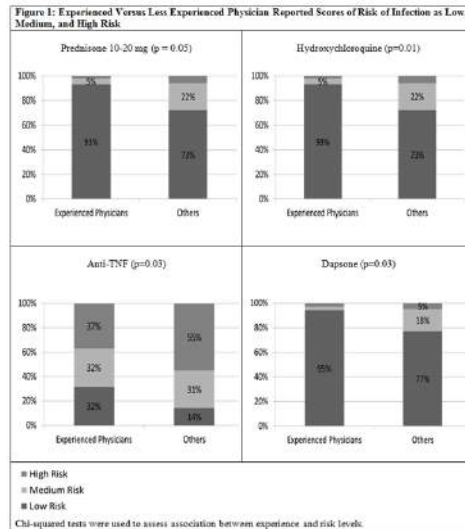 Figure 1: Experienced Versus Less Experienced Physician Reported Scores of Risk of Infection as Low,
Medium, and High Risk
Prednisone 10-20 mg (p = 0.05)
100%
80%
60%
40%
20%
0%
5%
93%
22%
72%
Experienced Physicians
Others
Hydroxychloroquine (p=0.01)
100%
80%
60%
40%
20%
0%
5%
93%
22%
Experienced Physicians
Others
Anti-TNF (p=0.03)
100%
80%
60%
40%
20%
0%
37%
32%
32%
55%
31%
14%
Experienced Physicians
Others
Dapsone (p=0.03)
100%
80%
60%
40%
20%
0%
95%
18%
77%
Experienced Physicians
Others
High Risk
Medium Risk
Low Risk
Chi-squared tests were used to assess association between experience and risk levels.